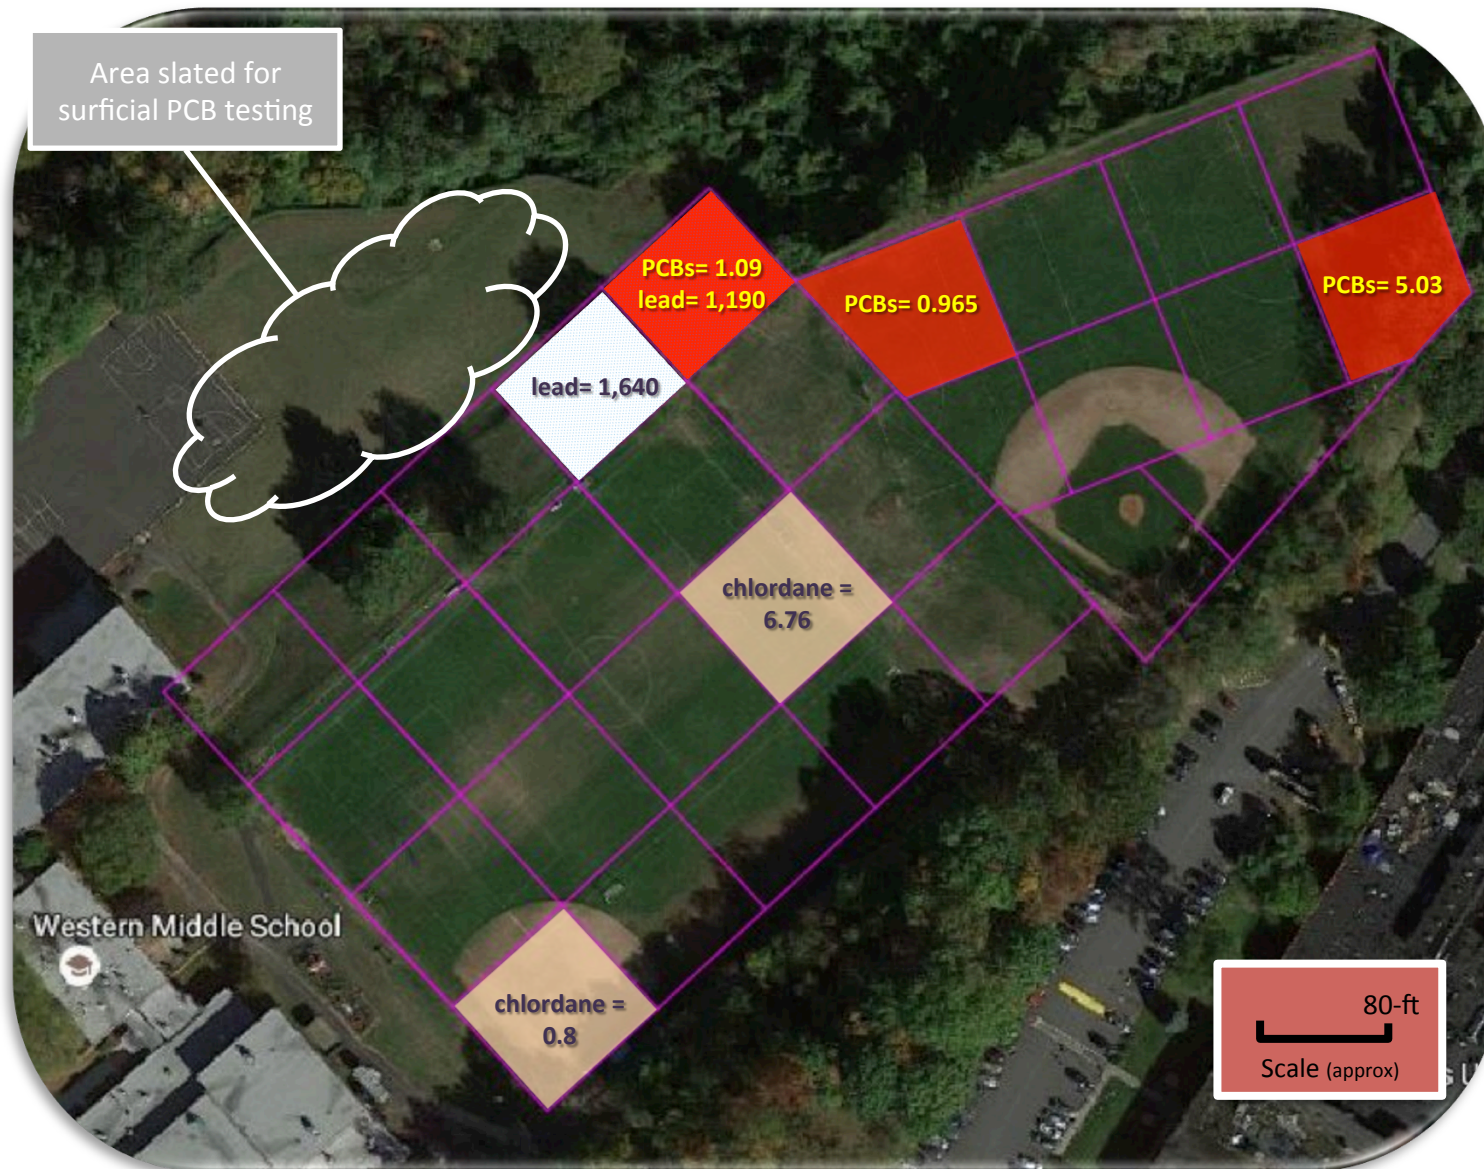 Area slated for
surficial PCB testing
PCBs= 1.09
lead= 1,190
PCBs= 0.965
PCBs= 5.03
lead= 1,640
chlordane =
6.76
Western Middle School
chlordane =
0.8
80-ft
Scale (approx)